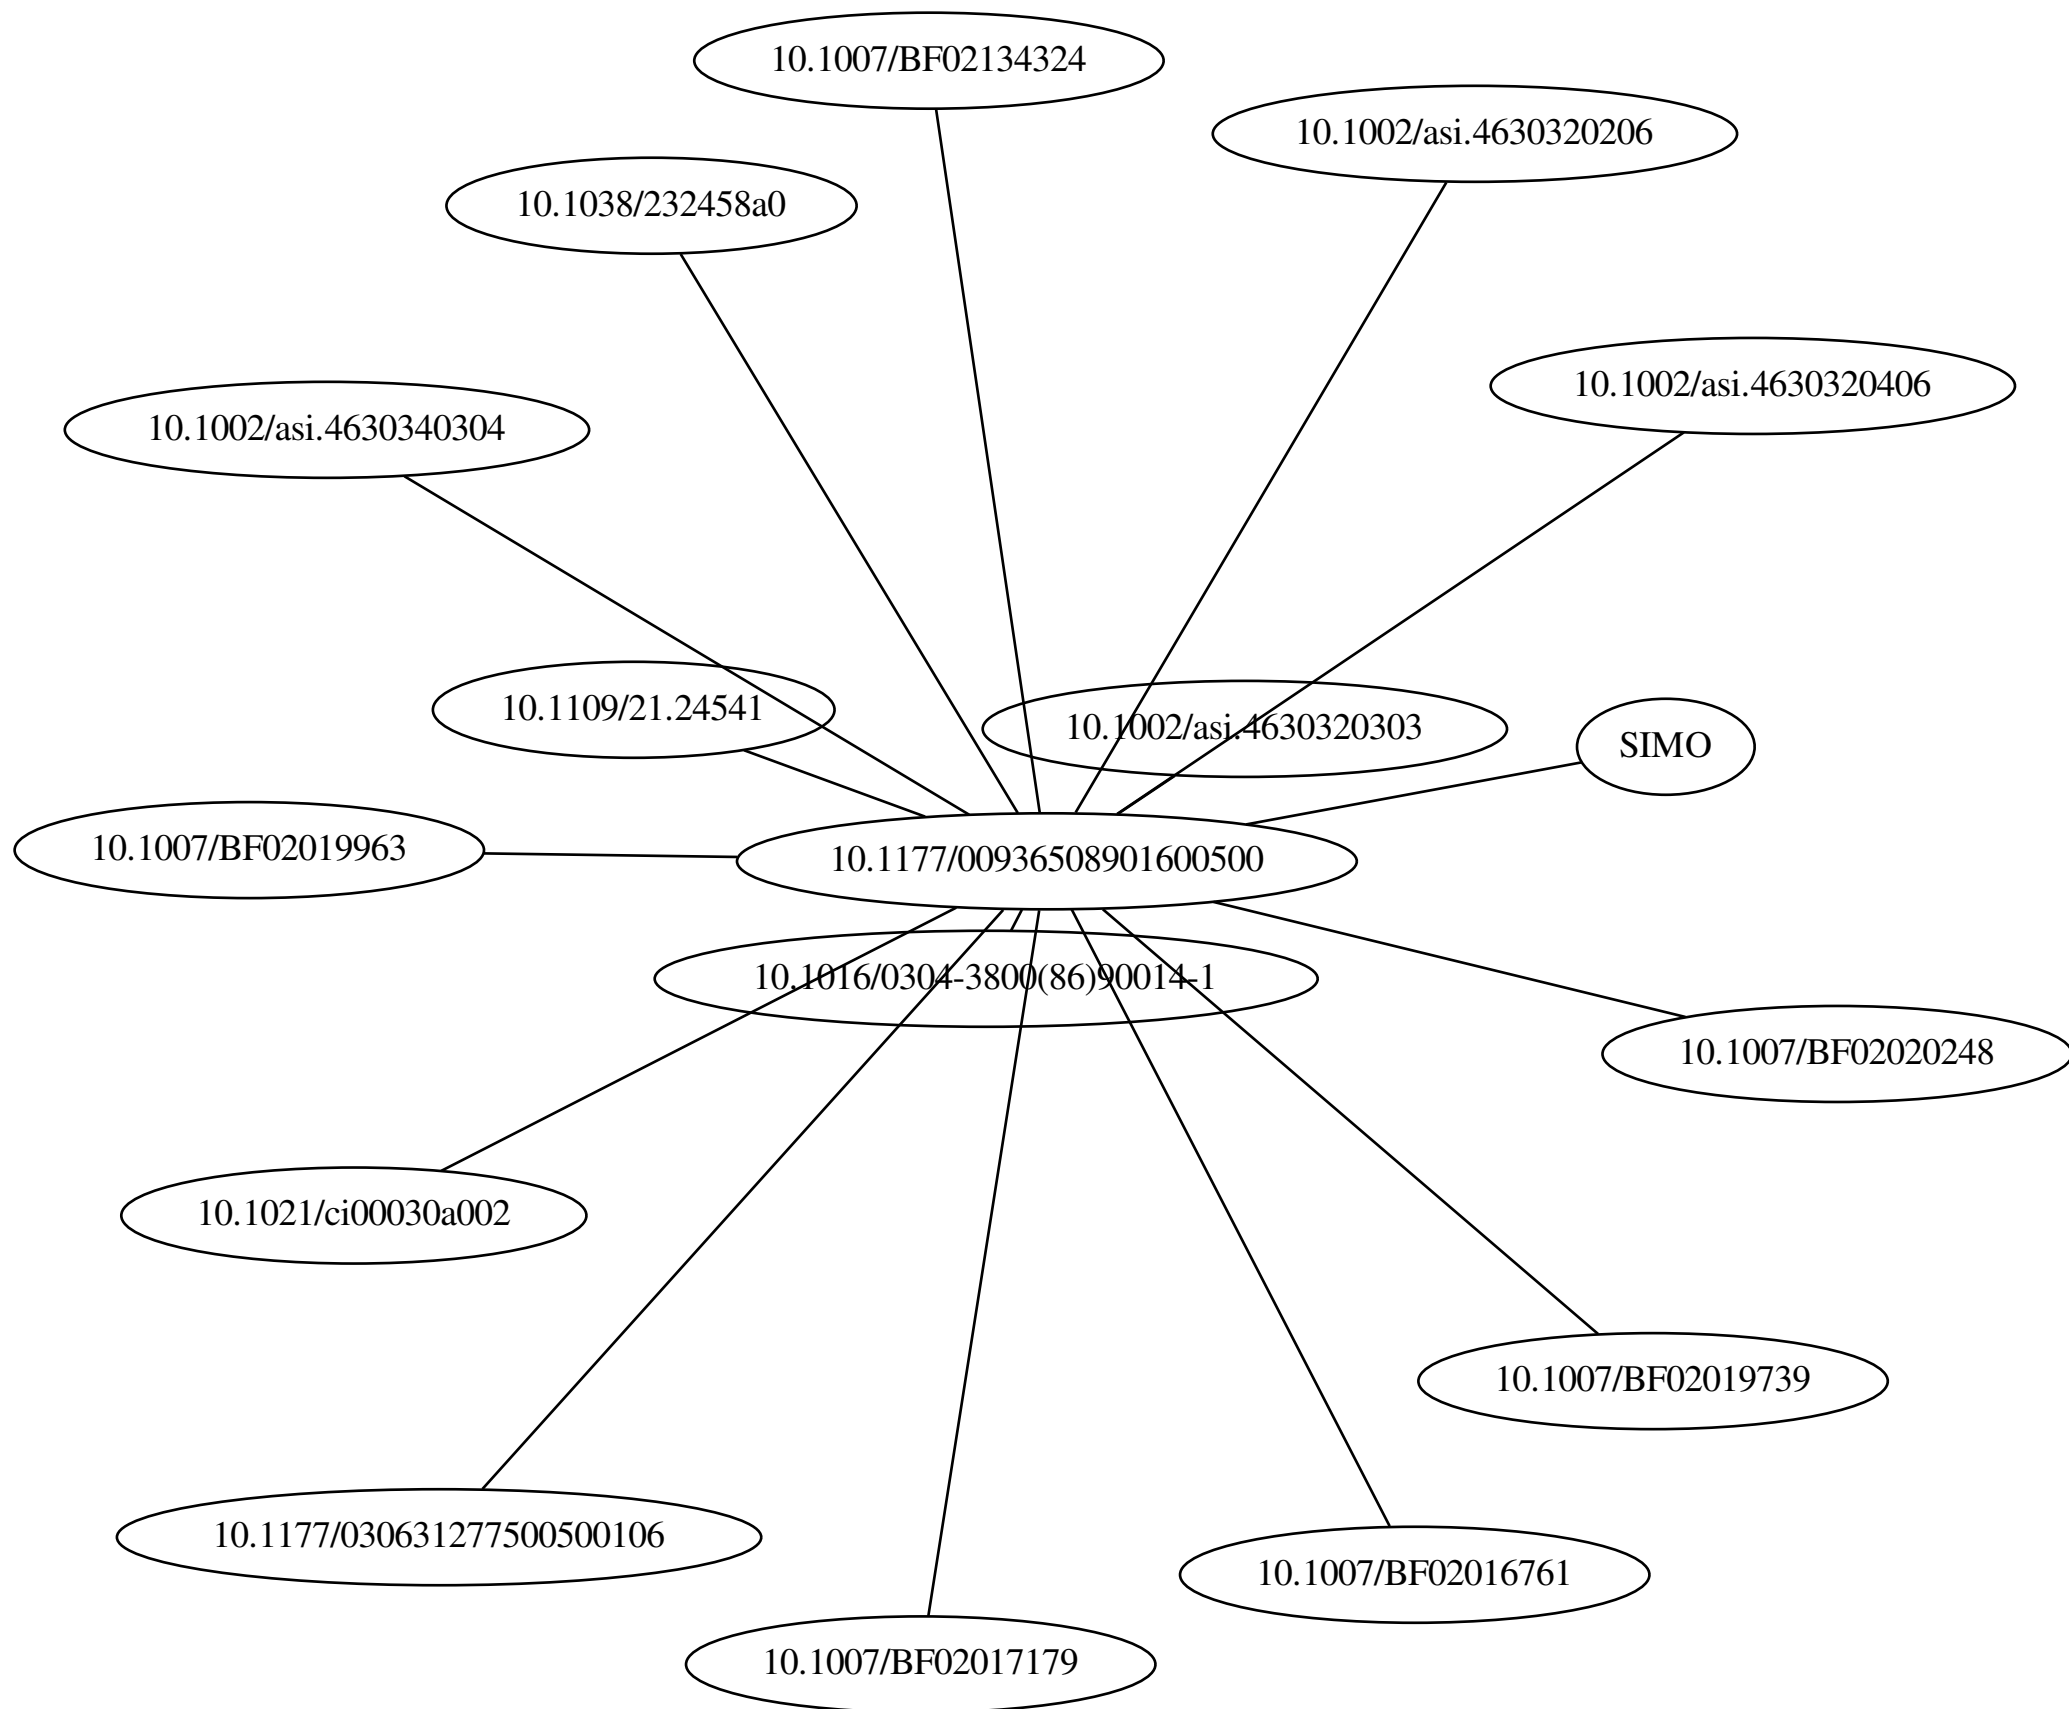 10.1007/BF02134324
10.1002/asi.4630320206
10.1038/232458a0
10.1002/asi.4630320406
10.1002/asi.4630340304
10.1109/21.24541
10.1002/asi.4630320303
SIMO
10.1007/BF02019963
10.1177/00936508901600500
10.1016/0304-3800(86)90014-1
10.1007/BF02020248
10.1021/ci00030a002
10.1007/BF02019739
10.1177/030631277500500106
10.1007/BF02016761
10.1007/BF02017179